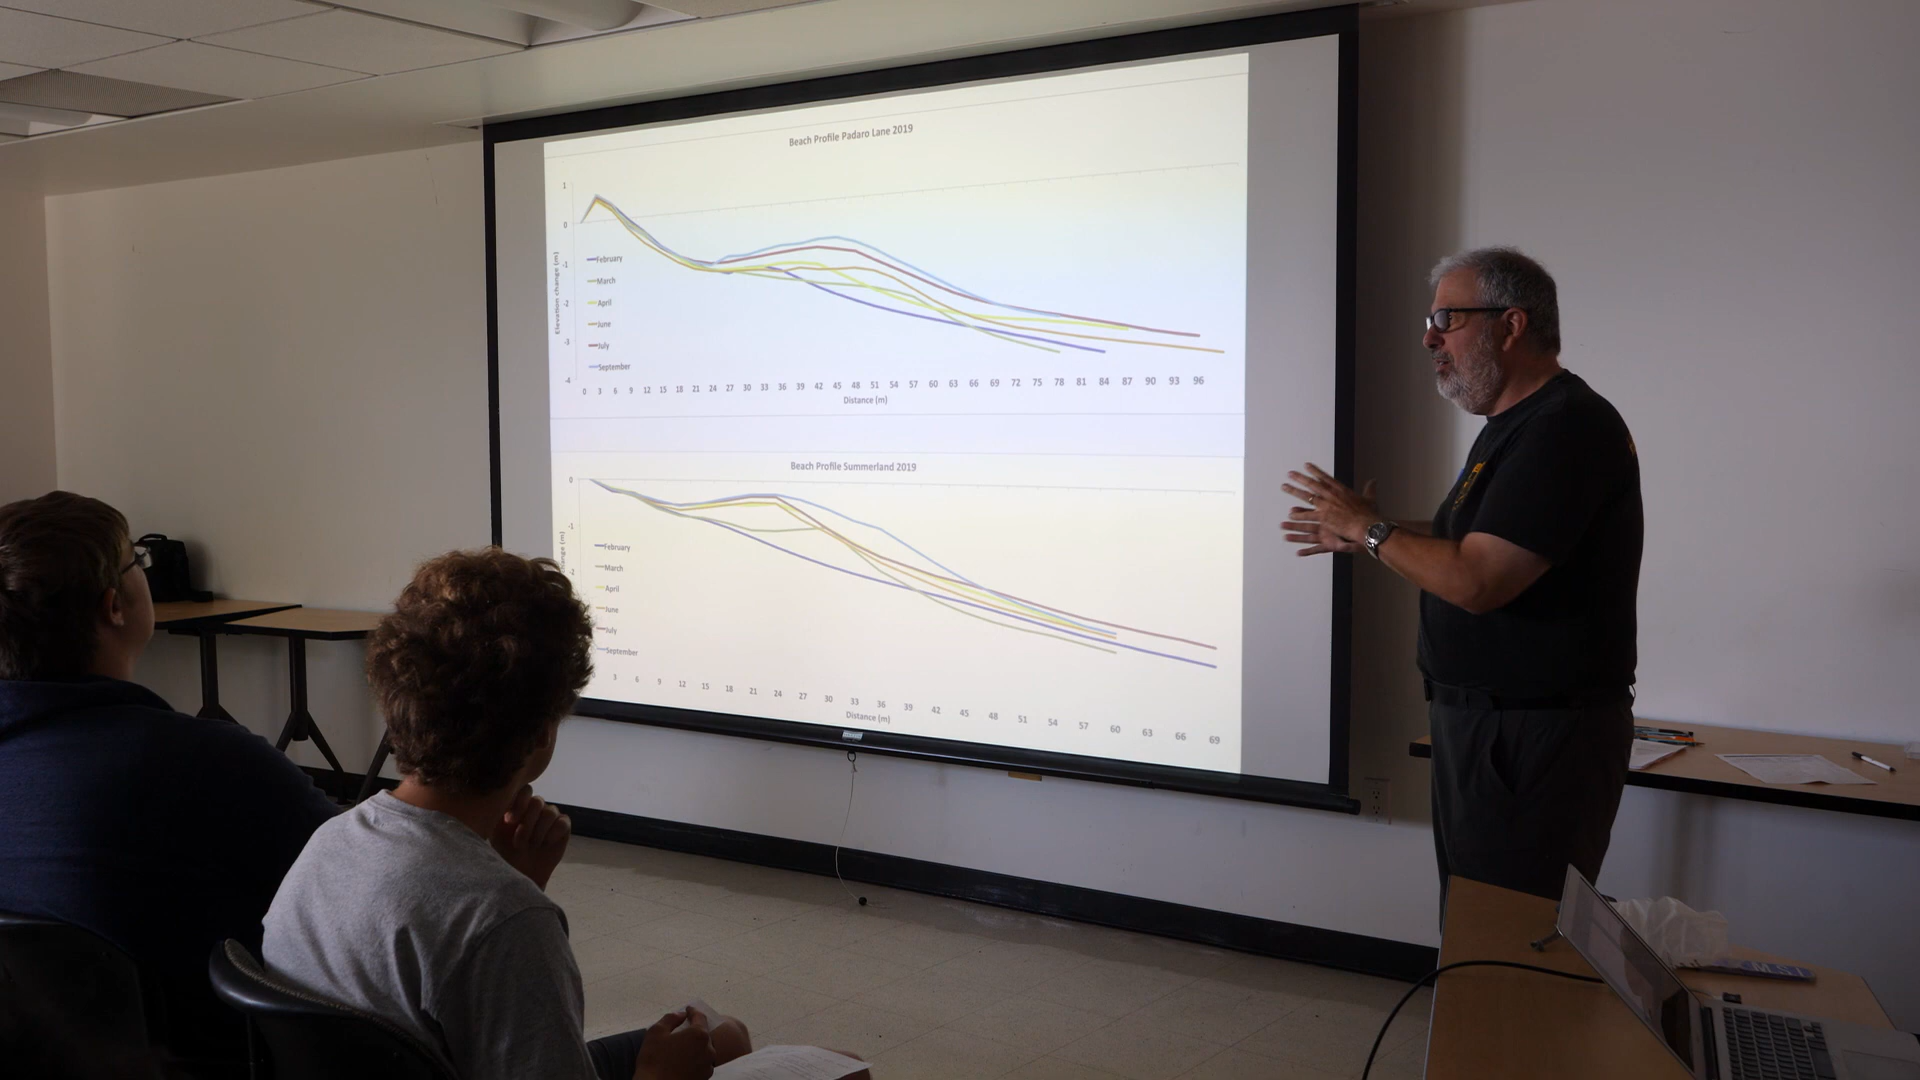 Beach Profile Padaro Lane 2019
1
0
-1
-2
-3
-4
Elevation change (m)
February
March
April
June
July
September
0 3 6 9 12 15 18 21 24 27 30 33 36 39 42 45 48 51 54 57 60 63 66 69 72 75 78 81 84 87 90 93 96
Distance (m)
Beach Profile Summerland 2019
0
-1
-2
change (m)
February
March
April
June
July
September
3 6 9 12 15 18 21 24 27 30 33 36 39 42 45 48 51 54 57 60 63 66 69
Distance (m)